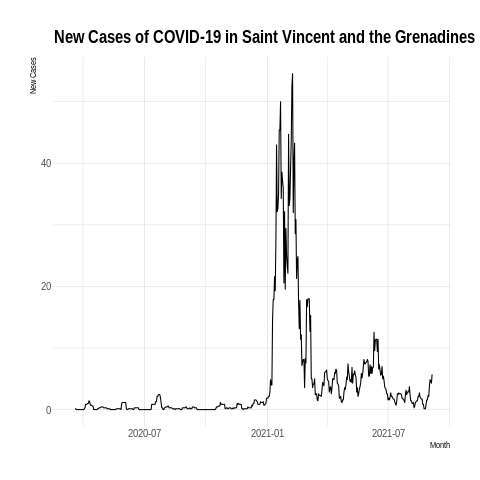 New Cases of COVID-19 in Saint Vincent and the Grenadines
New Cases
40
20
0
2020-07
2021-01
2021-07
Month